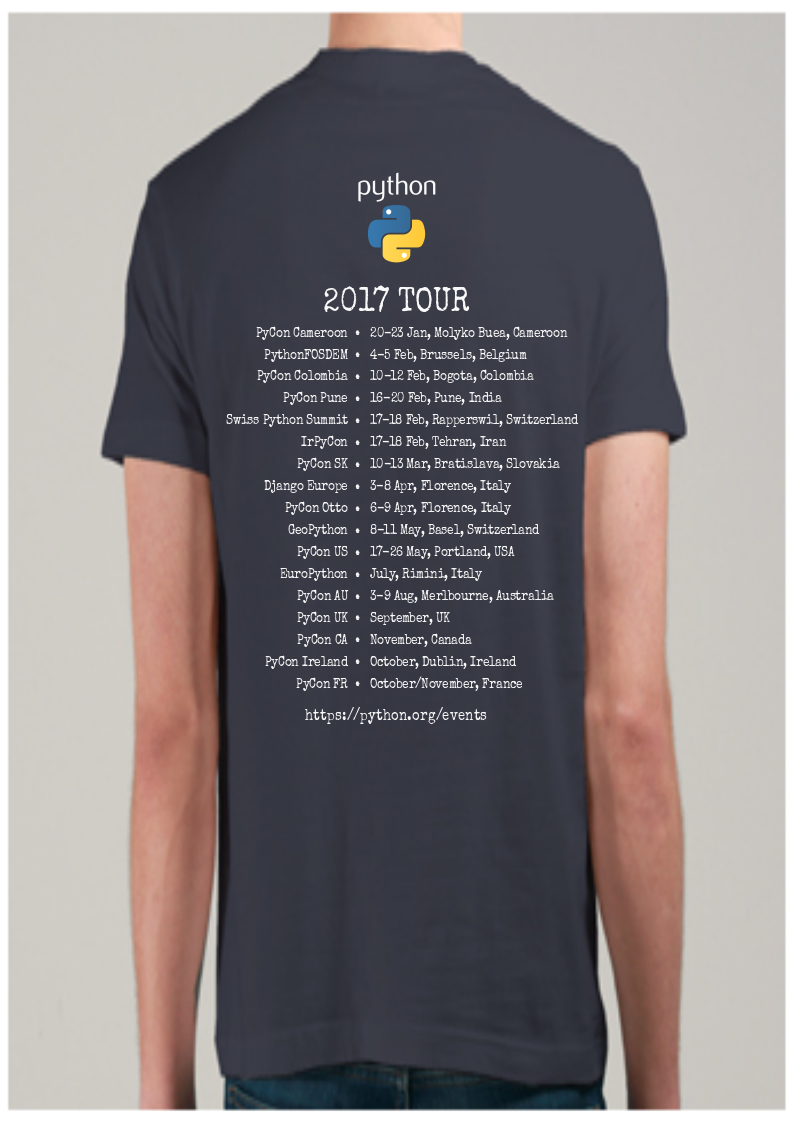 python
2017 TOUR
PyCon Cameroon • 20-23 Jan, Molyko Buea, Cameroon
PythonFOSDEM • 4-5 Feb, Brussels, Belgium
PyCon Colombia • 10-12 Feb, Bogota, Colombia
PyCon Pune • 16-20 Feb, Pune, India
Swiss Python Summit • 17-18 Feb, Rapperswil, Switzerland
IrPyCon • 17-18 Feb, Tehran, Iran
PyCon SK • 10-13 Mar, Bratislava, Slovakia
Django Europe • 3-8 Apr, Florence, Italy
PyCon Otto • 6-9 Apr, Florence, Italy
GeoPython • 8-11 May, Basel, Switzerland
PyCon US • 17-26 May, Portland, USA
EuroPython • July, Rimini, Italy
PyCon AU • 3-9 Aug, Merlbourne, Australia
PyCon UK • September, UK
PyCon CA • November, Canada
PyCon Ireland • October, Dublin, Ireland
PyCon FR • October/November, France
https://python.org/events